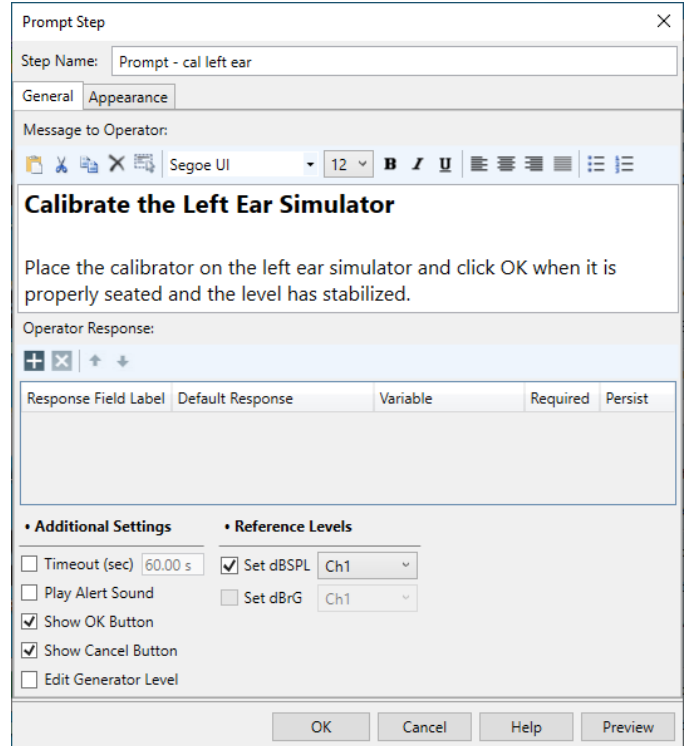 Prompt Step
Step Name: Prompt - cal left ear
General Appearance
Message to Operator:
Segoe UI 12 B I U
Calibrate the Left Ear Simulator
Place the calibrator on the left ear simulator and click OK when it is
properly seated and the level has stabilized.
Operator Response:
Response Field Label Default Response Variable Required Persist
• Additional Settings • Reference Levels
Timeout (sec) 60.00 s Set dBSPL Ch1
Play Alert Sound Set dBrG Ch1
Show OK Button
Show Cancel Button
Edit Generator Level
OK Cancel Help Preview